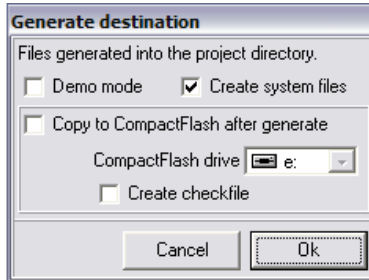 Generate destination
Files generated into the project directory.
Demo mode Create system files
Copy to CompactFlash after generate
CompactFlash drive e:
Create checkfile
Cancel Ok